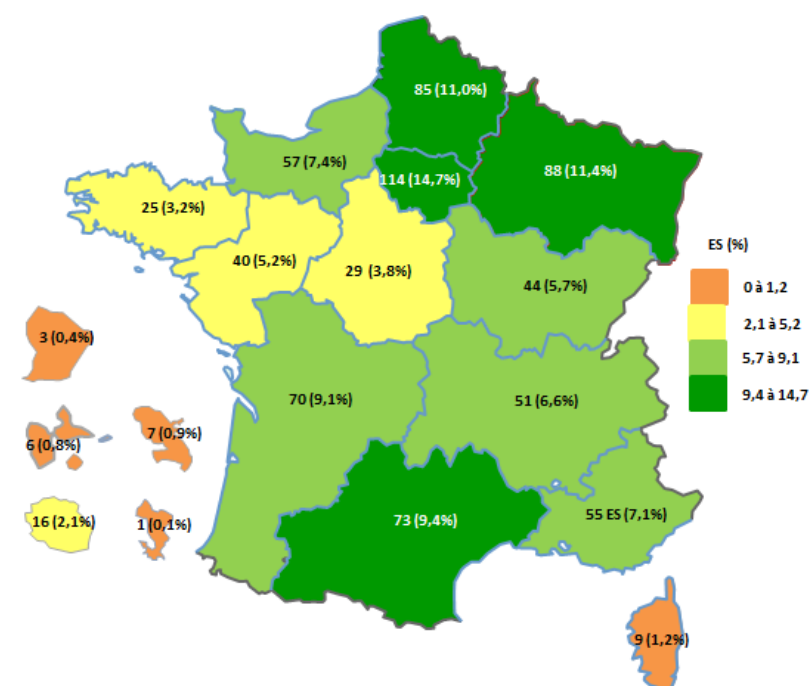 85 (11,0%)
57 (7,4%)
114 (14,7%)
88 (11,4%)
25 (3,2%)
40 (5,2%)
29 (3,8%)
44 (5,7%)
ES (%)
0 à 1,2
2,1 à 5,2
5,7 à 9,1
9,4 à 14,7
3 (0,4%)
70 (9,1%)
51 (6,6%)
6 (0,8%)
7 (0,9%)
16 (2,1%)
1 (0,1%)
73 (9,4%)
55 ES (7,1%)
9 (1,2%)